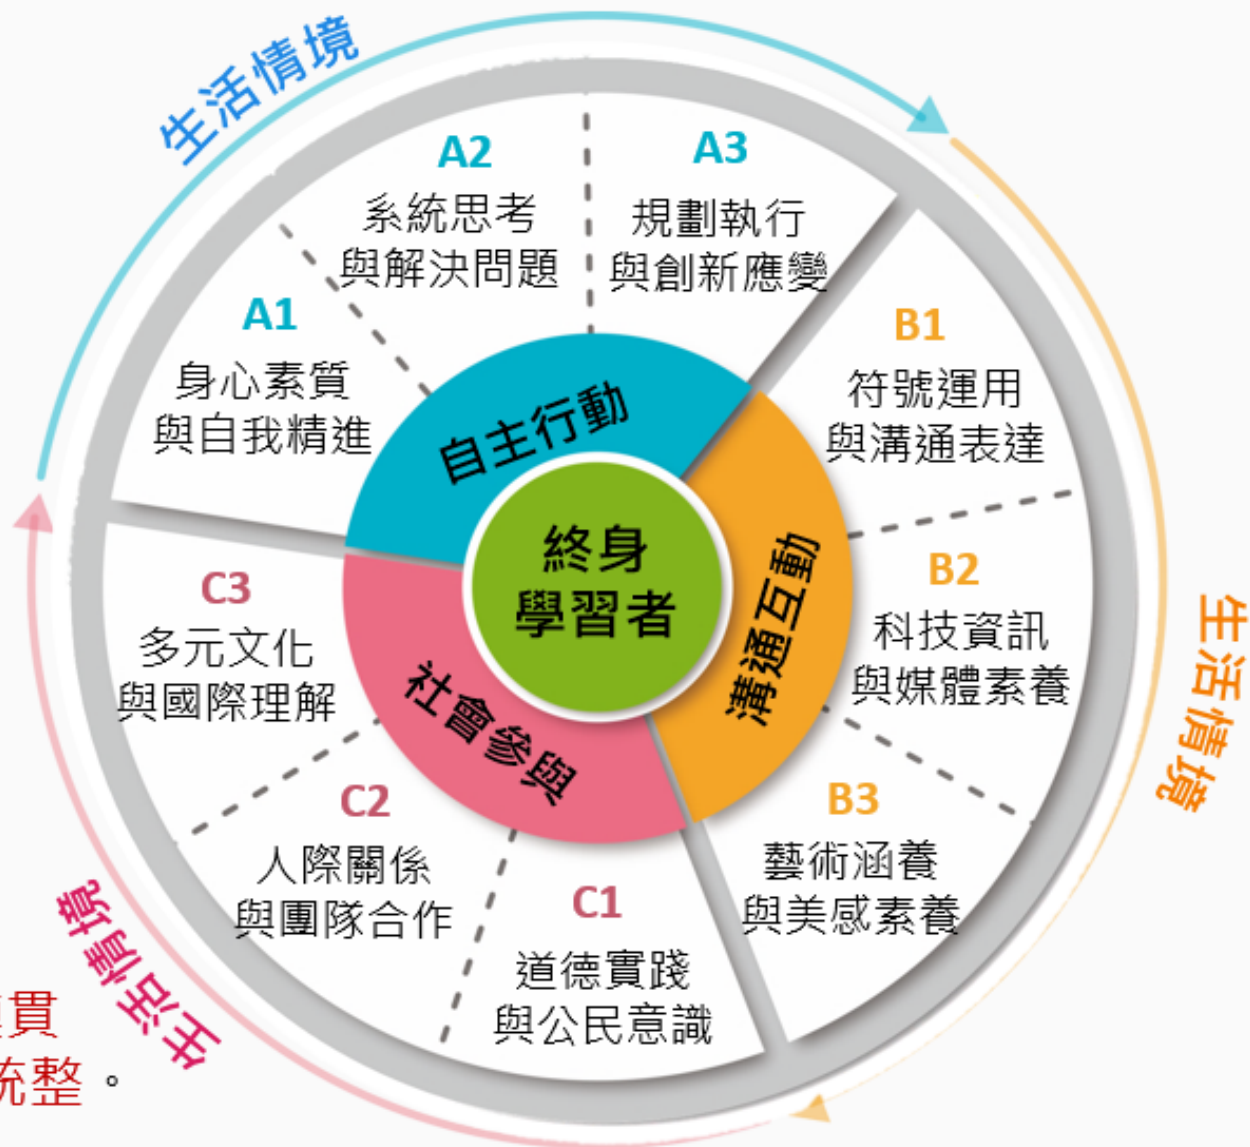 生活情境
A1
身心素質
與自我精進
A2
系統思考
與解決問題
A3
規劃執行
與創新應變
自主行動
生活情境
B1
符號運用
與溝通表達
B2
科技資訊
與媒體素養
B3
藝術涵養
與美感素養
溝通互動
生活情境
C1
道德實踐
與公民意識
C2
人際關係
與團隊合作
C3
多元文化
與國際理解
社會參與
終身
學習者
貫
統整。